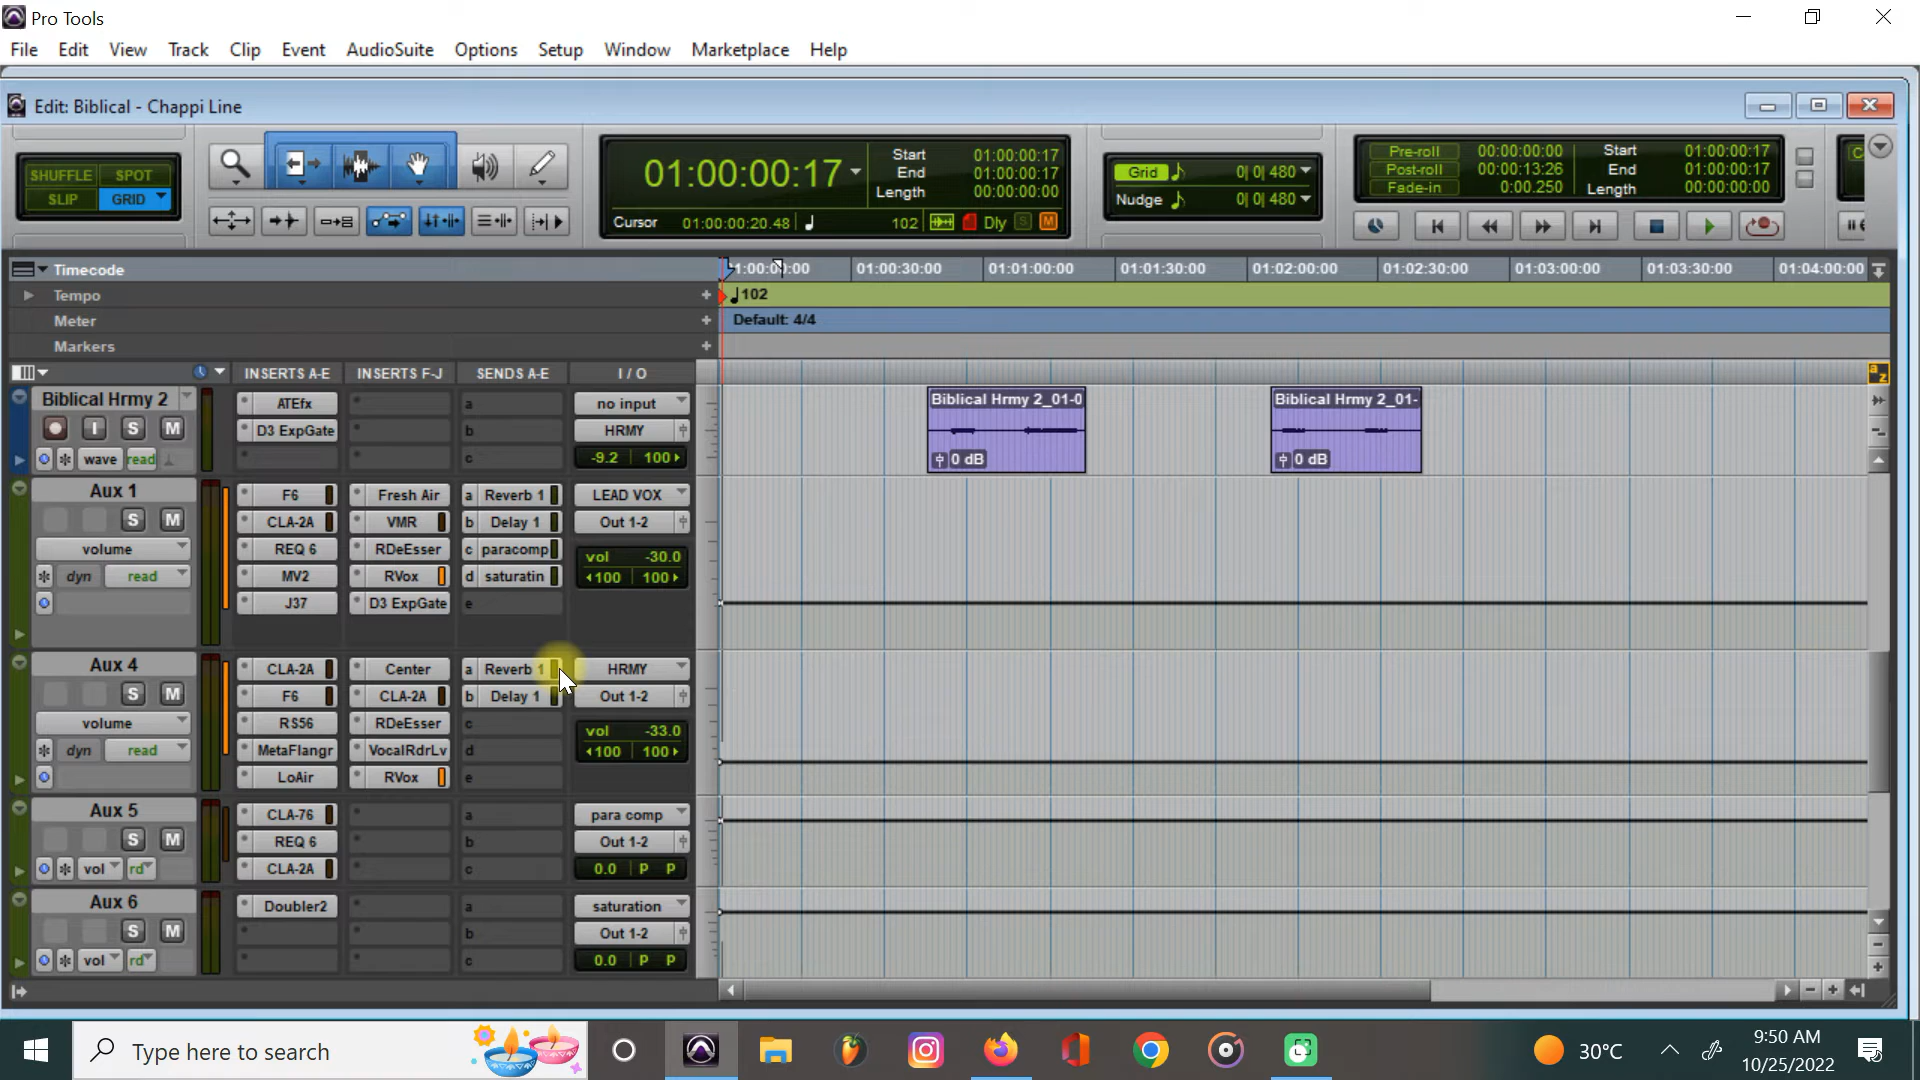 Pro Tools
File Edit View Track Clip Event AudioSuite Options Setup Window Marketplace Help
Edit: Biblical - Chappi Line
SHUFFLE SPOT
SLIP GRID
01:00:00:17
Start 01:00:00:17
End 01:00:00:17
Length 00:00:00:00
Cursor 01:00:00:20.48 102 Dly S M
Grid 0| 0| 480
Nudge 0| 0| 480
Pre-roll 00:00:00:00 Start 01:00:00:17
Post-roll 00:00:13:26 End 01:00:00:17
Fade-in 0:00.250 Length 00:00:00:00
Timecode 01:00:30:00 01:01:00:00 01:01:30:00 01:02:00:00 01:02:30:00 01:03:00:00 01:03:30:00 01:04:00:00
Tempo + 102
Meter + Default: 4/4
Markers +
INSERTS A-E INSERTS F-J SENDS A-E I / O
a z
Biblical Hrmy 2 ATEfx a no input Biblical Hrmy 2_01-0 Biblical Hrmy 2_01-
I S M D3 ExpGate b HRMY
wave read c -9.2 100 0 dB 0 dB
Aux 1 F6 Fresh Air a Reverb 1 LEAD VOX
S M CLA-2A VMR b Delay 1 Out 1-2
volume REQ 6 RDeEsser c paracomp vol -30.0
dyn read MV2 RVox d saturatin 100 100
J37 D3 ExpGate e
Aux 4 CLA-2A Center a Reverb 1 HRMY
S M F6 CLA-2A b Delay 1 Out 1-2
volume RS56 RDeEsser c vol -33.0
dyn read MetaFlangr VocalRdrLv d 100 100
LoAir RVox e
Aux 5 CLA-76 a para comp
S M REQ 6 b Out 1-2
vol rd CLA-2A c 0.0 P P
Aux 6 Doubler2 a saturation
S M b Out 1-2
vol rd c 0.0 P P
Type here to search
30°C
9:50 AM
10/25/2022